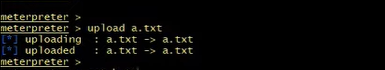 meterpreter >
meterpreter > upload a.txt
[*] uploading  : a.txt -> a.txt
[*] uploaded   : a.txt -> a.txt
meterpreter >